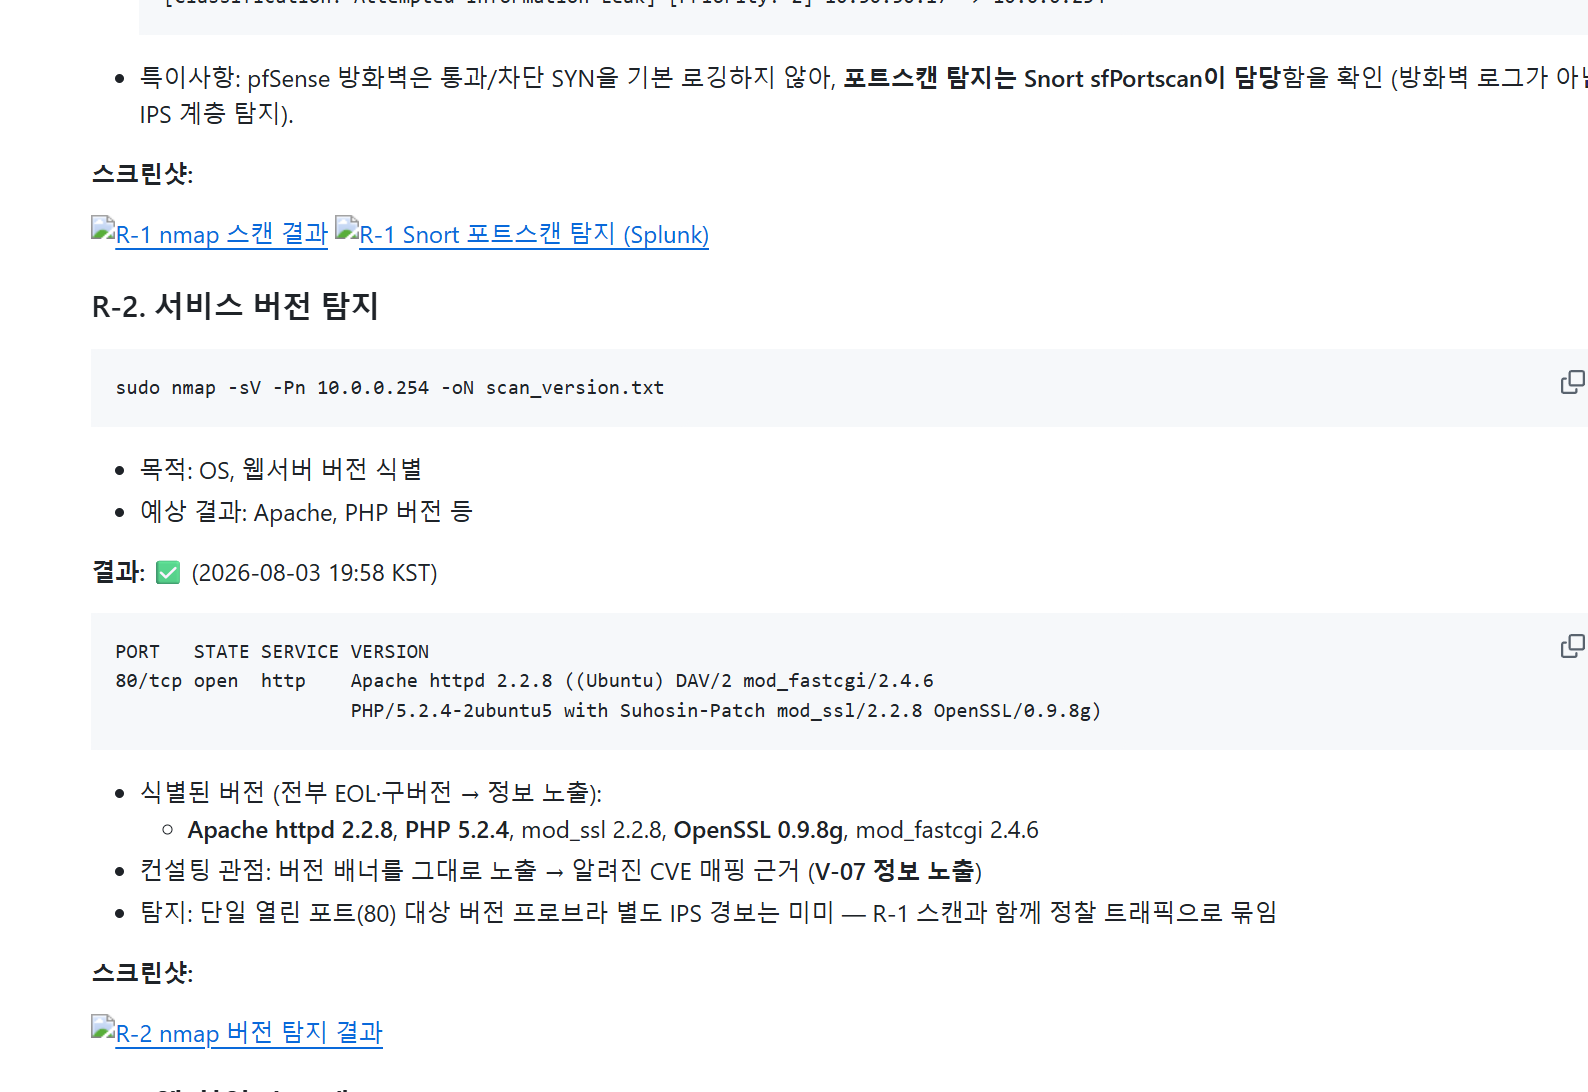 [Classification: Attempted Information Leak] [Priority: 2]
특이사항: pfSense 방화벽은 통과/차단 SYN을 기본 로깅하지 않아, 포트스캔 탐지는 Snort sfPortscan이 담당함을 확인 (방화벽 로그가
IPS 계층 탐지).
스크린샷:
R-1 nmap 스캔 결과 R-1 Snort 포트스캔 탐지 (Splunk)
R-2. 서비스 버전 탐지
sudo nmap -sV -Pn 10.0.0.254 -oN scan_version.txt
목적: OS, 웹서버 버전 식별
예상 결과: Apache, PHP 버전 등
결과: ✅ (2026-08-03 19:58 KST)
PORT STATE SERVICE VERSION
80/tcp open http Apache httpd 2.2.8 ((Ubuntu) DAV/2 mod_fastcgi/2.4.6
PHP/5.2.4-2ubuntu5 with Suhosin-Patch mod_ssl/2.2.8 OpenSSL/0.9.8g)
식별된 버전 (전부 EOL·구버전 → 정보 노출):
Apache httpd 2.2.8, PHP 5.2.4, mod_ssl 2.2.8, OpenSSL 0.9.8g, mod_fastcgi 2.4.6
컨설팅 관점: 버전 배너를 그대로 노출 → 알려진 CVE 매핑 근거 (V-07 정보 노출)
탐지: 단일 열린 포트(80) 대상 버전 프로브라 별도 IPS 경보는 미미 — R-1 스캔과 함께 정찰 트래픽으로 묶임
스크린샷:
R-2 nmap 버전 탐지 결과